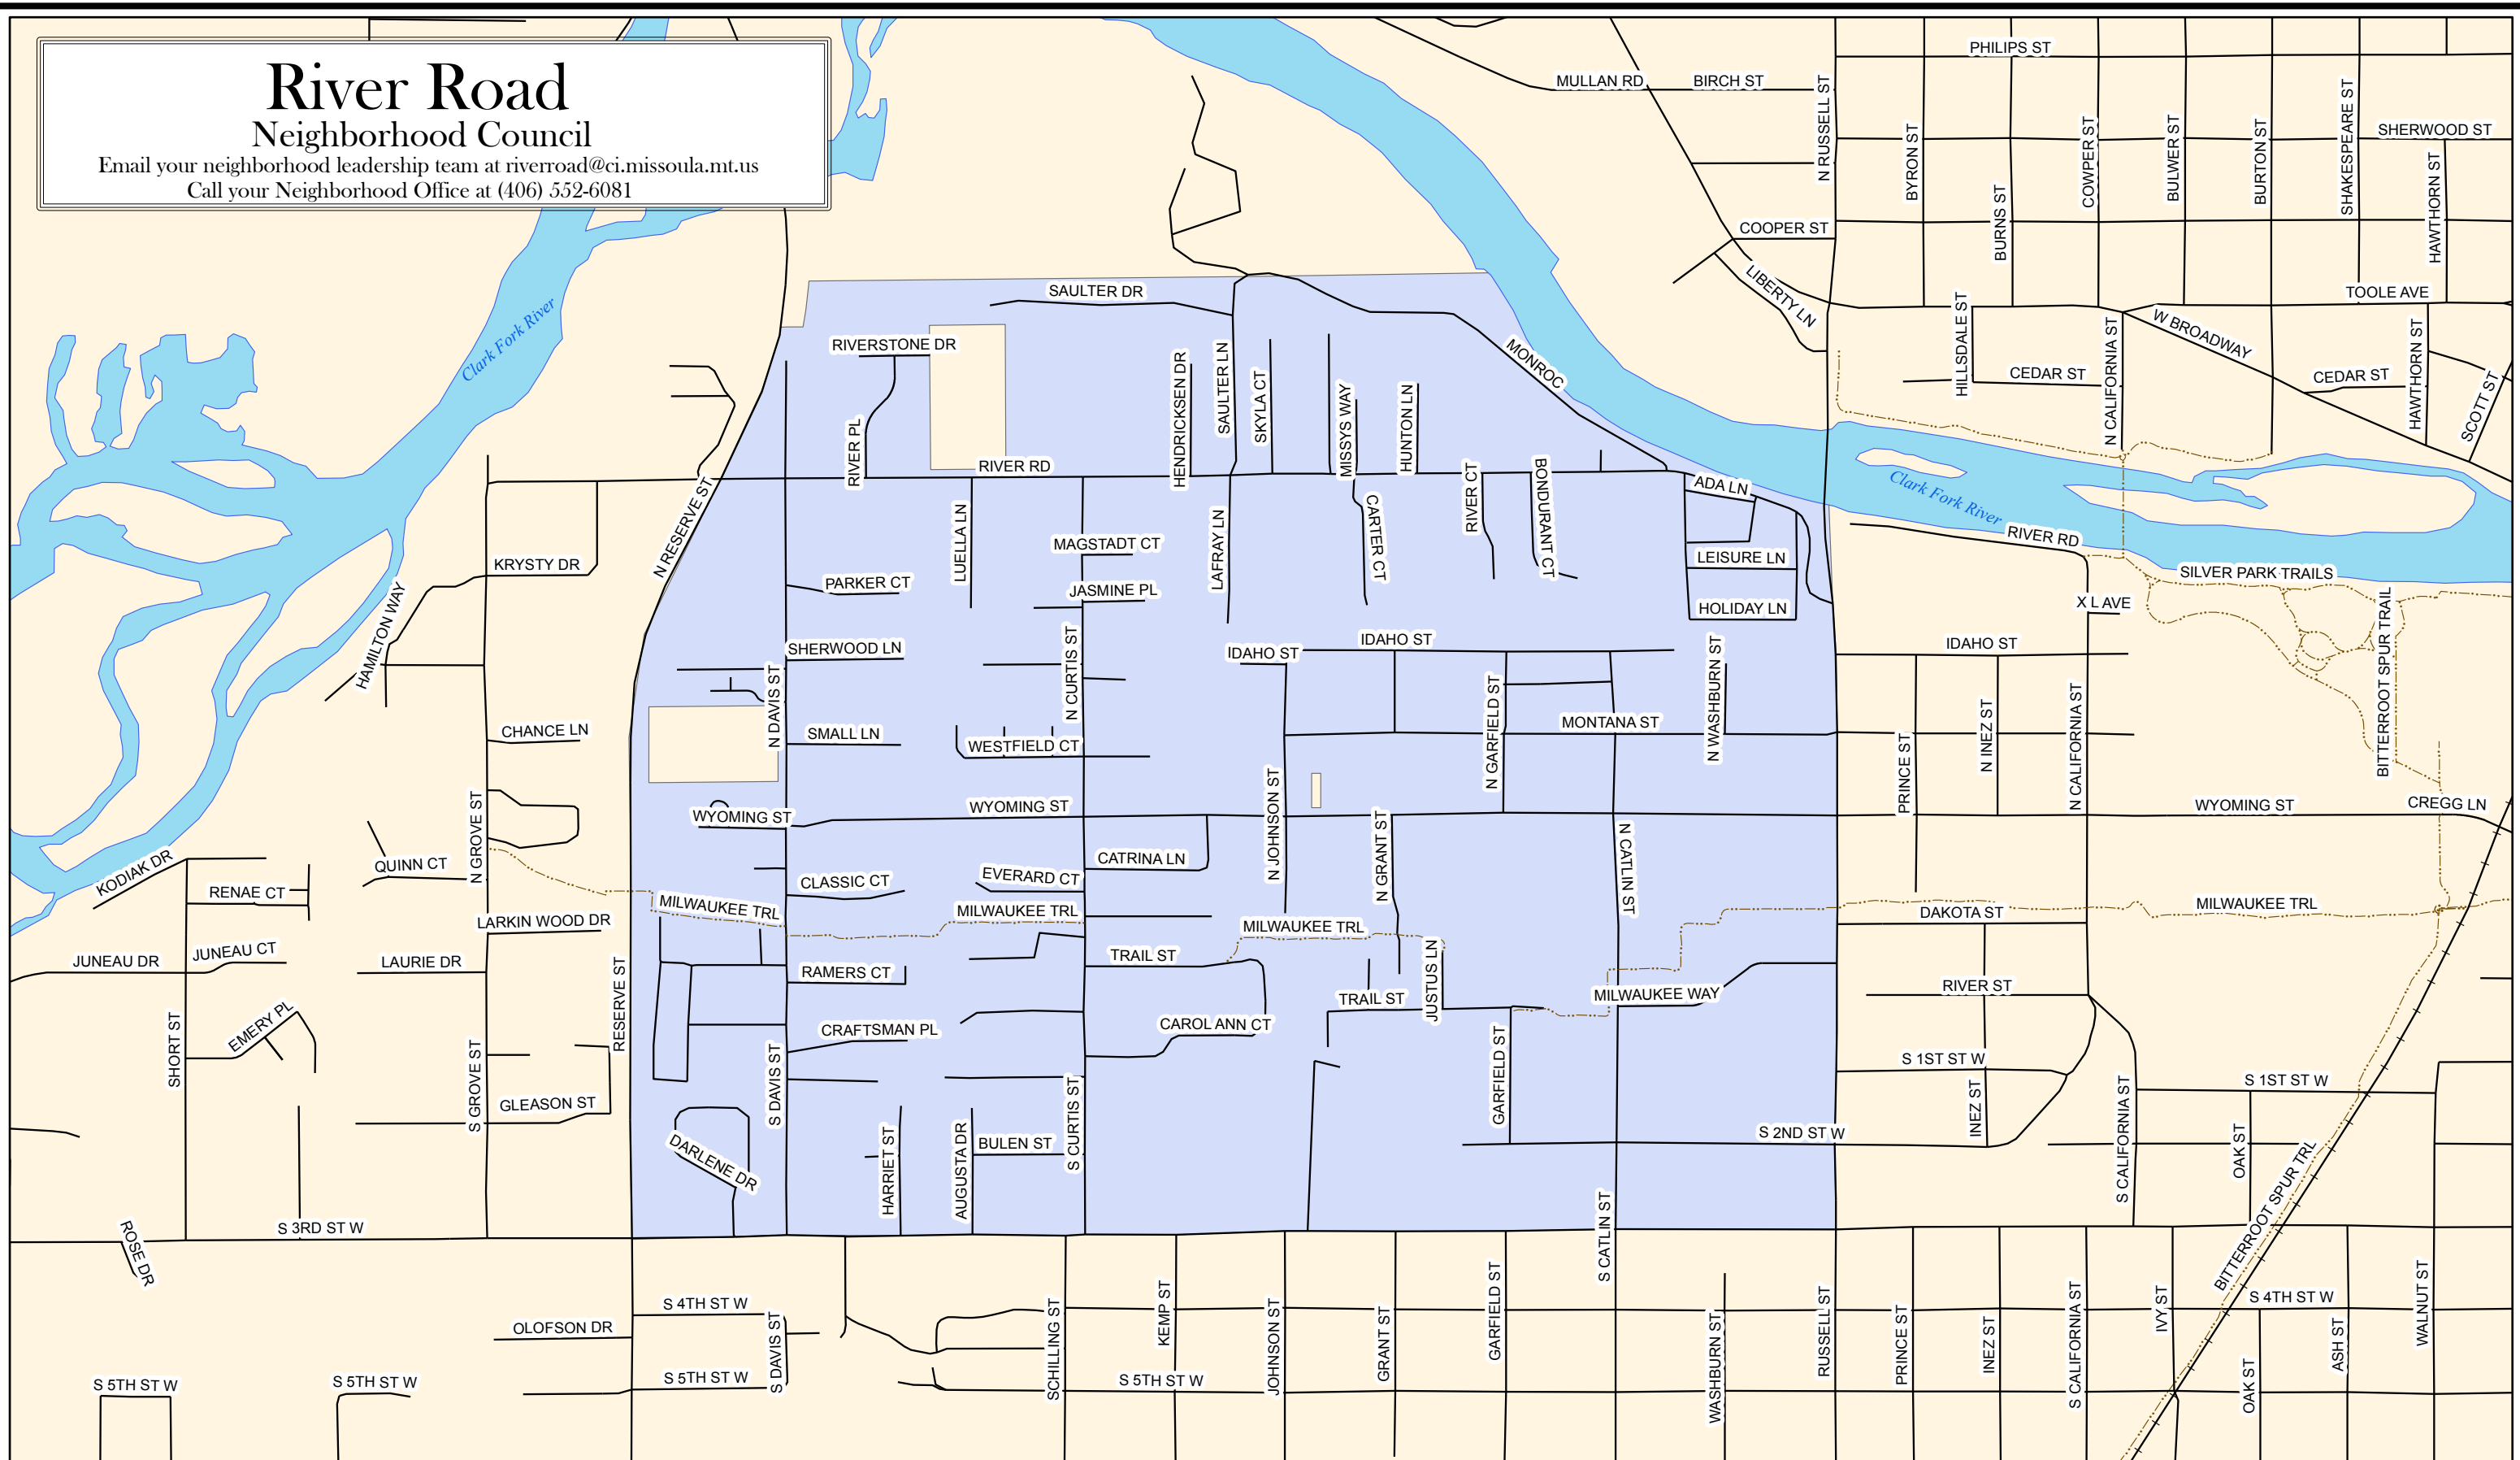 River Road
Neighborhood Council
Email your neighborhood leadership team at riverroad@ci.missoula.mt.us
Call your Neighborhood Office at (406) 552-6081
PHILIPS ST
MULLAN RD
BIRCH ST
N RUSSELL ST
BYRON ST
BURNS ST
COWPER ST
BULWER ST
BURTON ST
SHAKESPEARE ST
SHERWOOD ST
HAWTHORN ST
COOPER ST
LIBERTY LN
TOOLE AVE
HILLSDALE ST
N CALIFORNIA ST
W BROADWAY
CEDAR ST
CEDAR ST
HAWTHORN ST
SCOTT ST
Clark Fork River
SAULTER DR
RIVERSTONE DR
MONROC
HENDRICKSEN DR
SAULTER LN
SKYLA CT
MISSYS WAY
HUNTON LN
RIVER PL
RIVER RD
N RESERVE ST
LUELLA LN
MAGSTADT CT
LAFRAY LN
CARTER CT
RIVER CT
BONDURANT CT
ADA LN
Clark Fork River
RIVER RD
KRYSTY DR
HAMILTON WAY
PARKER CT
JASMINE PL
LEISURE LN
HOLIDAY LN
SILVER PARK TRAILS
X L AVE
BITTERROOT SPUR TRAIL
SHERWOOD LN
N DAVIS ST
N CURTIS ST
IDAHO ST
IDAHO ST
N WASHBURN ST
IDAHO ST
CHANCE LN
SMALL LN
WESTFIELD CT
N GARFIELD ST
MONTANA ST
PRINCE ST
N INEZ ST
N CALIFORNIA ST
N GROVE ST
WYOMING ST
WYOMING ST
N JOHNSON ST
N GRANT ST
N CATLIN ST
WYOMING ST
CREGG LN
KODIAK DR
QUINN CT
RENAE CT
CATRINA LN
CLASSIC CT
EVERARD CT
MILWAUKEE TRL
MILWAUKEE TRL
MILWAUKEE TRL
MILWAUKEE TRL
DAKOTA ST
LARKIN WOOD DR
JUNEAU DR
JUNEAU CT
LAURIE DR
RESERVE ST
RAMERS CT
TRAIL ST
TRAIL ST
JUSTUS LN
MILWAUKEE WAY
RIVER ST
SHORT ST
EMERY PL
CRAFTSMAN PL
CAROL ANN CT
S GROVE ST
GLEASON ST
S DAVIS ST
S CURTIS ST
GARFIELD ST
S 1ST ST W
S 1ST ST W
INEZ ST
S CALIFORNIA ST
OAK ST
BITTERROOT SPUR TRL
DARLENE DR
HARRIET ST
AUGUSTA DR
BULEN ST
S 2ND ST W
ROSE DR
S 3RD ST W
S CATLIN ST
S 4TH ST W
S 4TH ST W
OLOFSON DR
S DAVIS ST
SCHILLING ST
KEMP ST
JOHNSON ST
GRANT ST
GARFIELD ST
WASHBURN ST
RUSSELL ST
PRINCE ST
INEZ ST
S CALIFORNIA ST
IVY ST
OAK ST
ASH ST
WALNUT ST
S 5TH ST W
S 5TH ST W
S 5TH ST W
S 5TH ST W